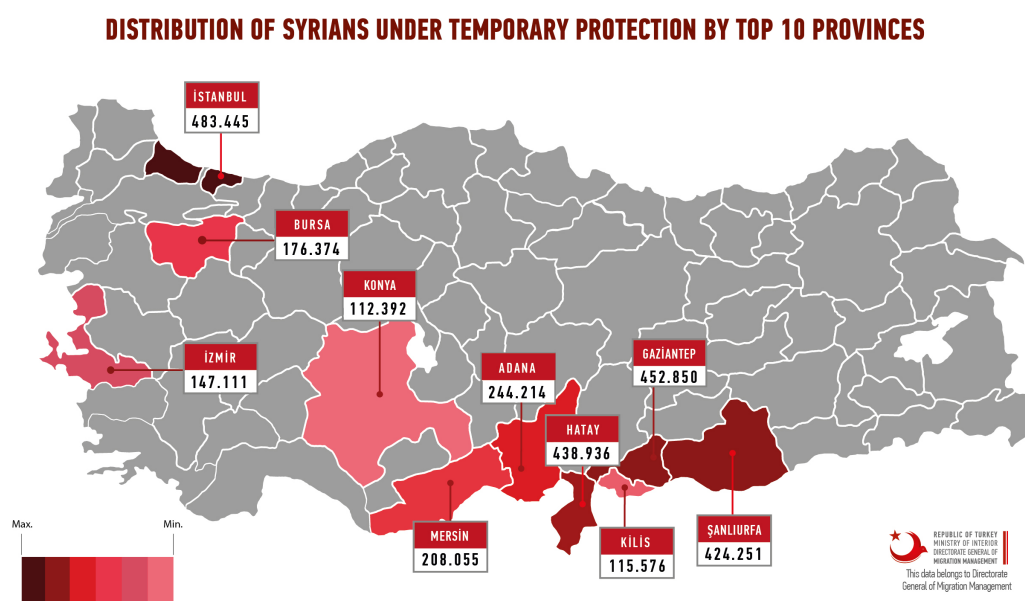 DISTRIBUTION OF SYRIANS UNDER TEMPORARY PROTECTION BY TOP 10 PROVINCES
İSTANBUL
483.445
BURSA
176.374
KONYA
112.392
İZMİR
147.111
ADANA
244.214
GAZİANTEP
452.850
HATAY
438.936
MERSİN
208.055
KİLİS
115.576
ŞANLIURFA
424.251
Max.
Min.
REPUBLIC OF TURKEY
MINISTRY OF INTERIOR
DIRECTORATE GENERAL OF
MIGRATION MANAGEMENT
This data belongs to Directorate
General of Migration Management